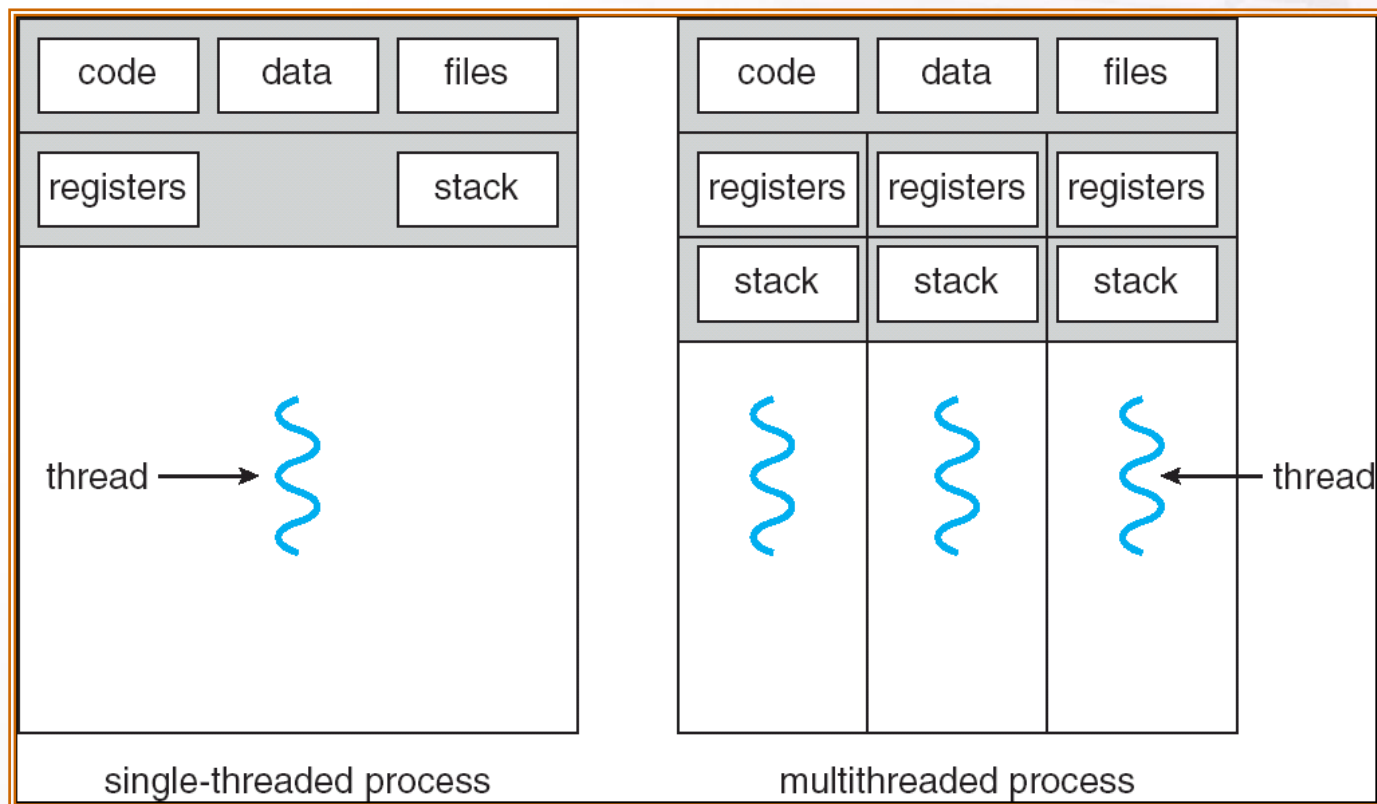 code data files code data files
registers stack registers registers registers
stack stack stack
thread thread
single-threaded process multithreaded process